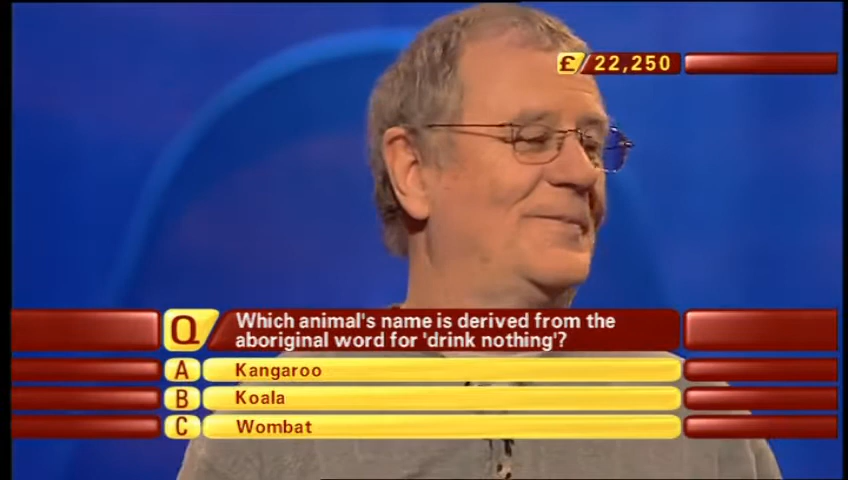 £ 22,250
Q Which animal's name is derived from the
aboriginal word for 'drink nothing'?
A Kangaroo
B Koala
C Wombat